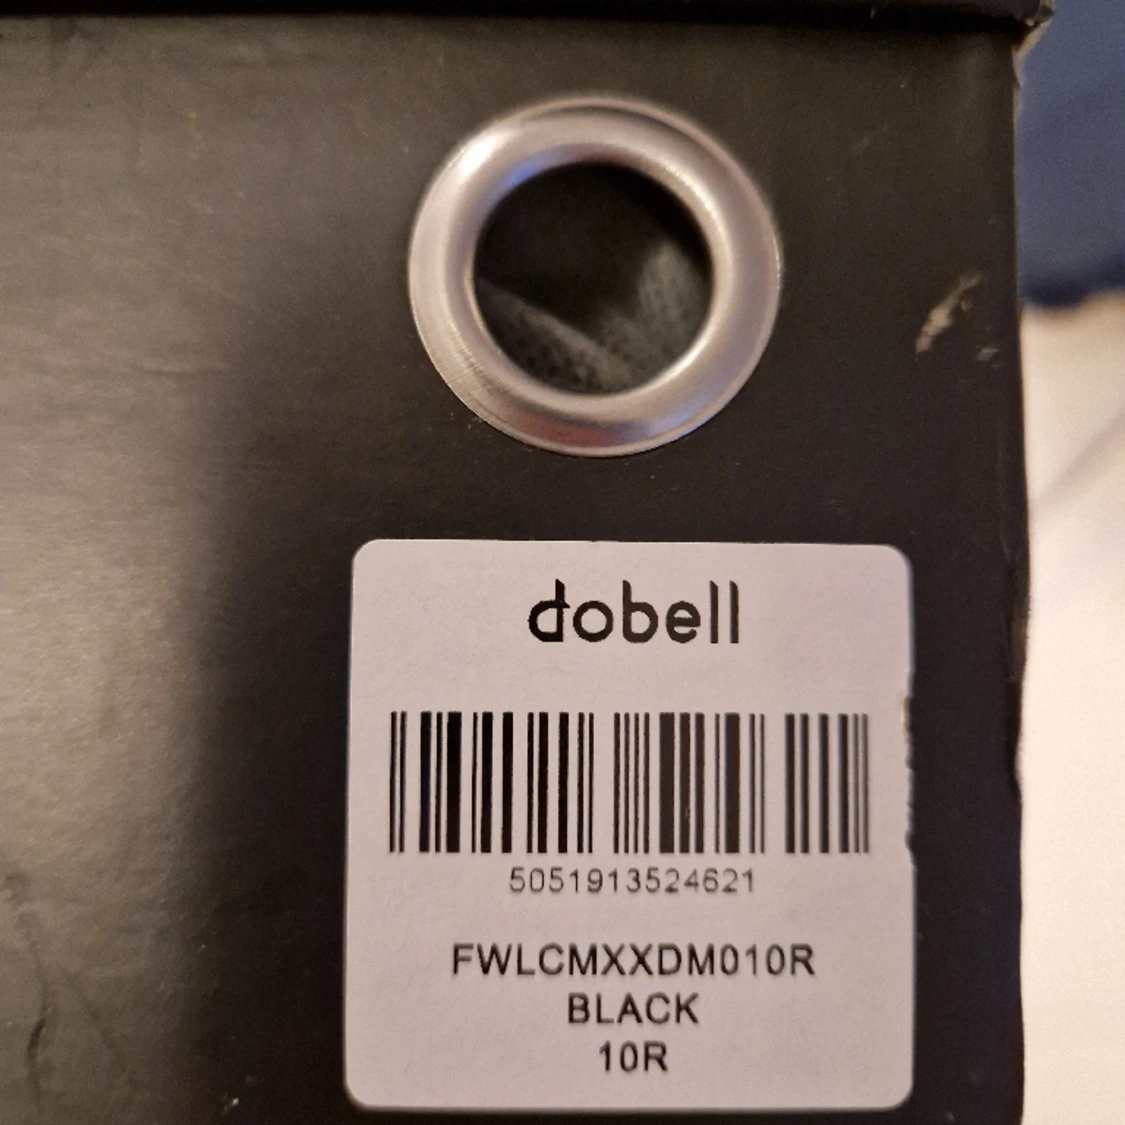 dobell
5051913524621
FWLCMXXDM010R
BLACK
10R